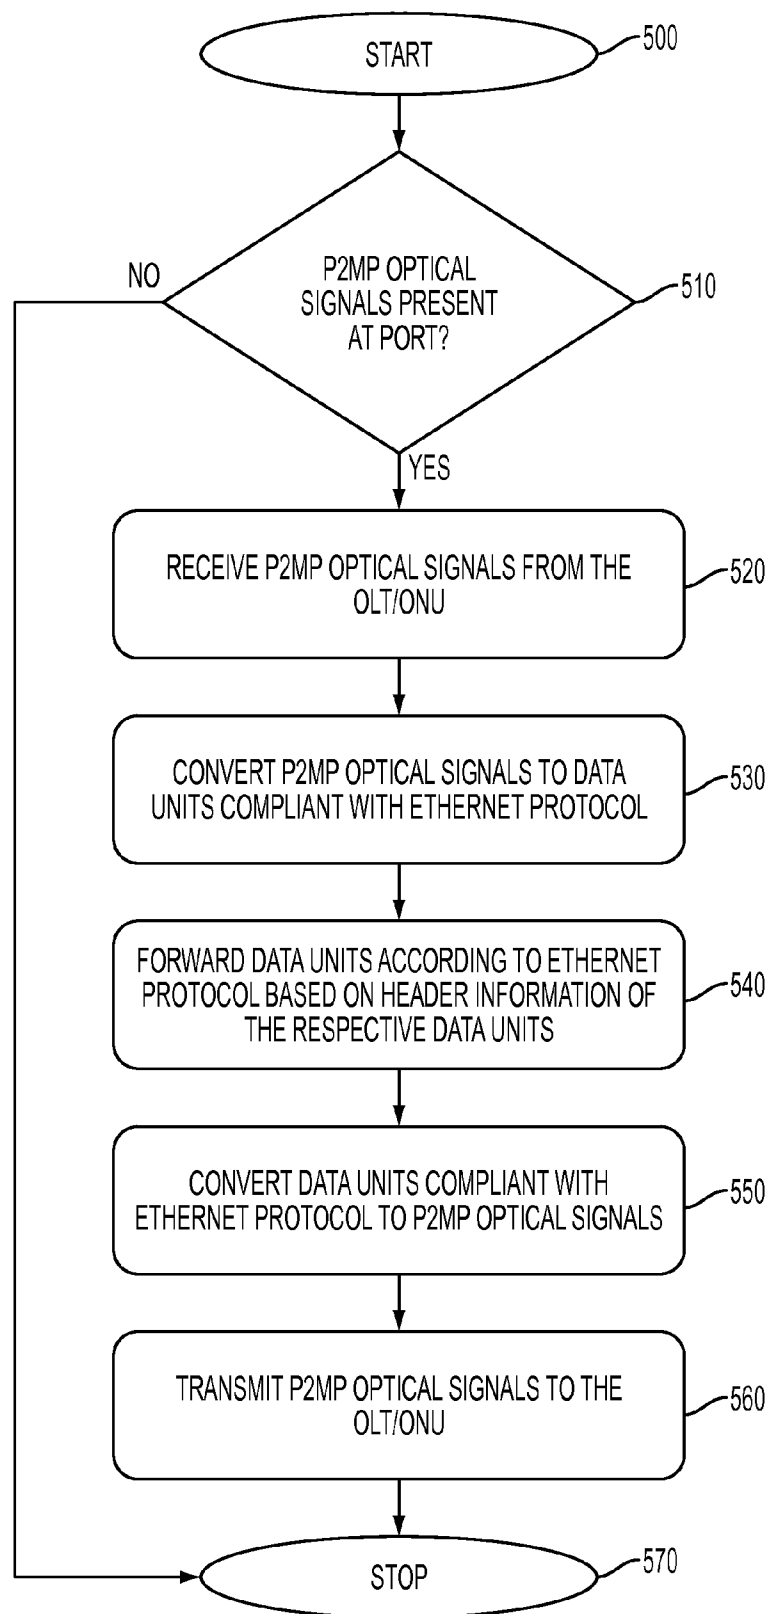 START
500
P2MP OPTICAL
SIGNALS PRESENT
AT PORT?
510
NO
YES
RECEIVE P2MP OPTICAL SIGNALS FROM THE
OLT/ONU
520
CONVERT P2MP OPTICAL SIGNALS TO DATA
UNITS COMPLIANT WITH ETHERNET PROTOCOL
530
FORWARD DATA UNITS ACCORDING TO ETHERNET
PROTOCOL BASED ON HEADER INFORMATION OF
THE RESPECTIVE DATA UNITS
540
CONVERT DATA UNITS COMPLIANT WITH
ETHERNET PROTOCOL TO P2MP OPTICAL SIGNALS
550
TRANSMIT P2MP OPTICAL SIGNALS TO THE
OLT/ONU
560
STOP
570